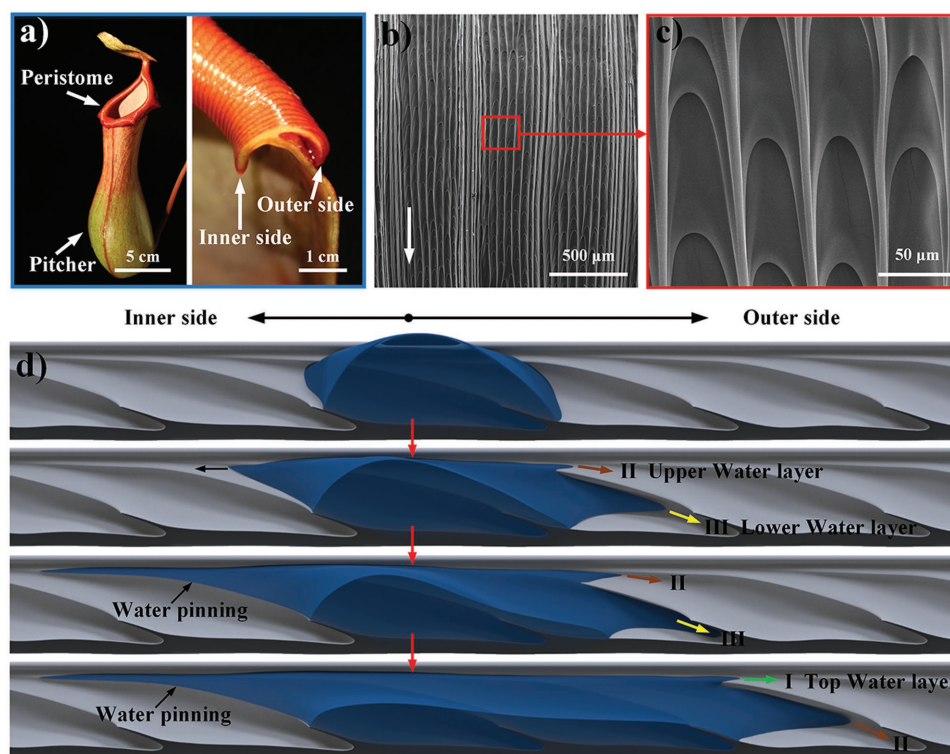 a)
Peristome
Pitcher
5 cm
Outer side
Inner side
1 cm
b)
500 µm
c)
50 µm
Inner side
Outer side
d)
II Upper Water layer
III Lower Water layer
Water pinning
II
III
I Top Water laye
Water pinning
II